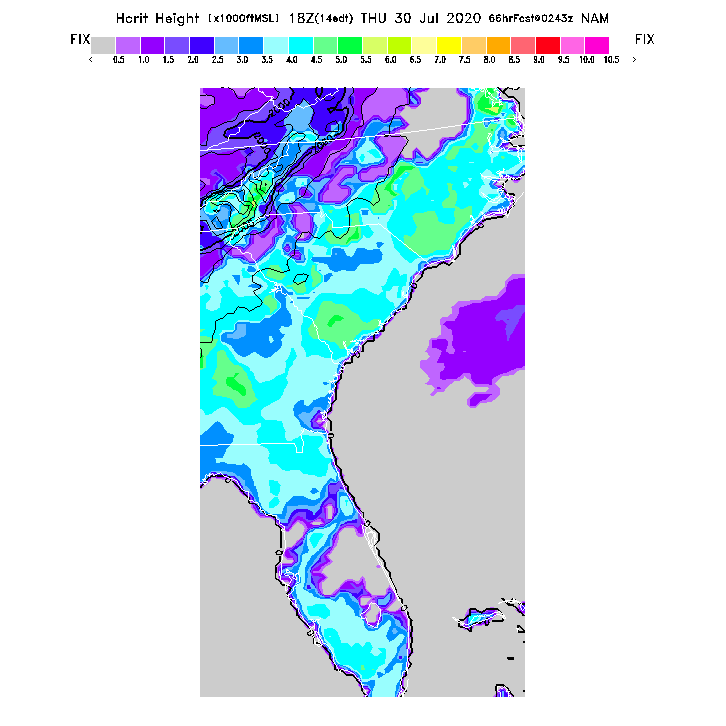 Hcrit Height [x1000ftMSL] 18Z(14edt) THU 30 Jul 2020 66hrFcst@0243z NAM
FIX FIX
< 0.5 1.0 1.5 2.0 2.5 3.0 3.5 4.0 4.5 5.0 5.5 6.0 6.5 7.0 7.5 8.0 8.5 9.0 9.5 10.0 10.5 >